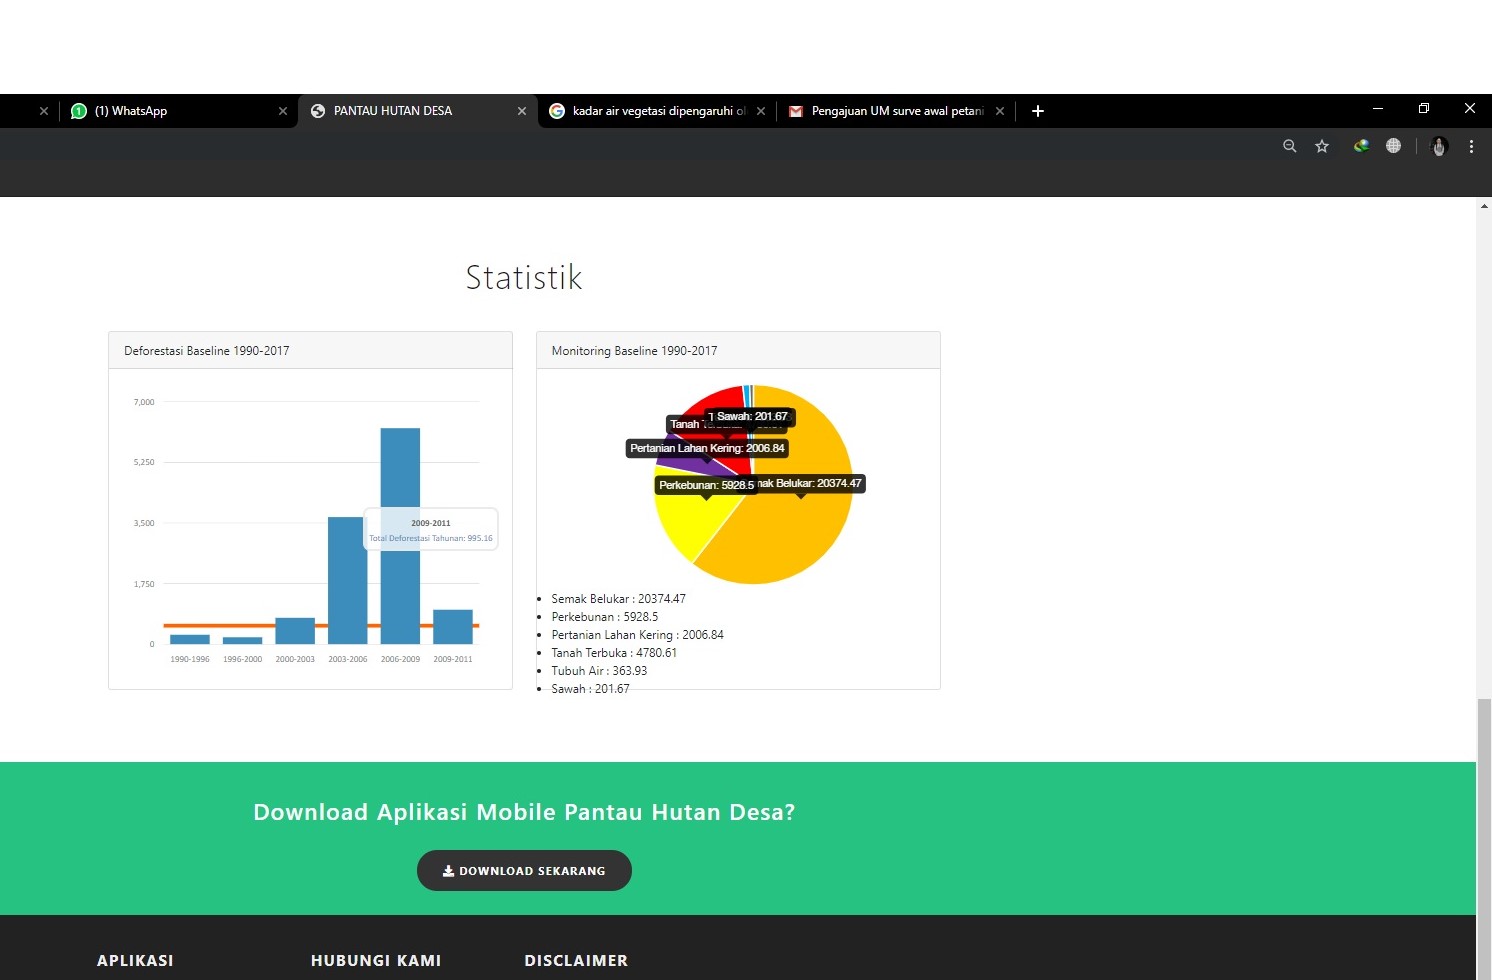 (1) WhatsApp
PANTAU HUTAN DESA
kadar air vegetasi dipengaruhi
Pengajuan UM surve awal petani
Statistik
Deforestasi Baseline 1990-2017
7,000
5,250
3,500
1,750
0
2009-2011
Total Deforestasi Tahunan: 995.16
1990-1996
1996-2000
2000-2003
2003-2006
2006-2009
2009-2011
Monitoring Baseline 1990-2017
Sawah: 201.67
Tanah
Pertanian Lahan Kering: 2006.84
Perkebunan: 5928.5
Belukar: 20374.47
Semak Belukar : 20374.47
Perkebunan : 5928.5
Pertanian Lahan Kering : 2006.84
Tanah Terbuka : 4780.61
Tubuh Air : 363.93
Sawah : 201.67
Download Aplikasi Mobile Pantau Hutan Desa?
DOWNLOAD SEKARANG
APLIKASI
HUBUNGI KAMI
DISCLAIMER